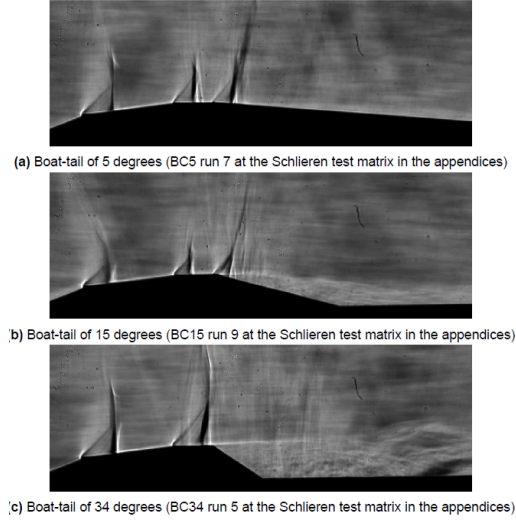 (a) Boat-tail of 5 degrees (BC5 run 7 at the Schlieren test matrix in the appendices)
(b) Boat-tail of 15 degrees (BC15 run 9 at the Schlieren test matrix in the appendices)
(c) Boat-tail of 34 degrees (BC34 run 5 at the Schlieren test matrix in the appendices)